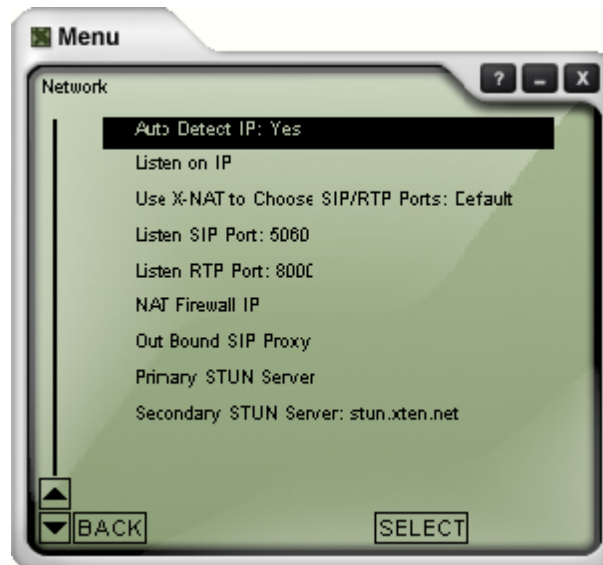 Menu
? - X
Network
Auto Detect IP: Yes
Listen on IP
Use X-NAT to Choose SIP/RTP Ports: Default
Listen SIP Port: 5060
Listen RTP Port: 8000
NAT Firewall IP
Out Bound SIP Proxy
Primary STUN Server
Secondary STUN Server: stun.xten.net
BACK SELECT